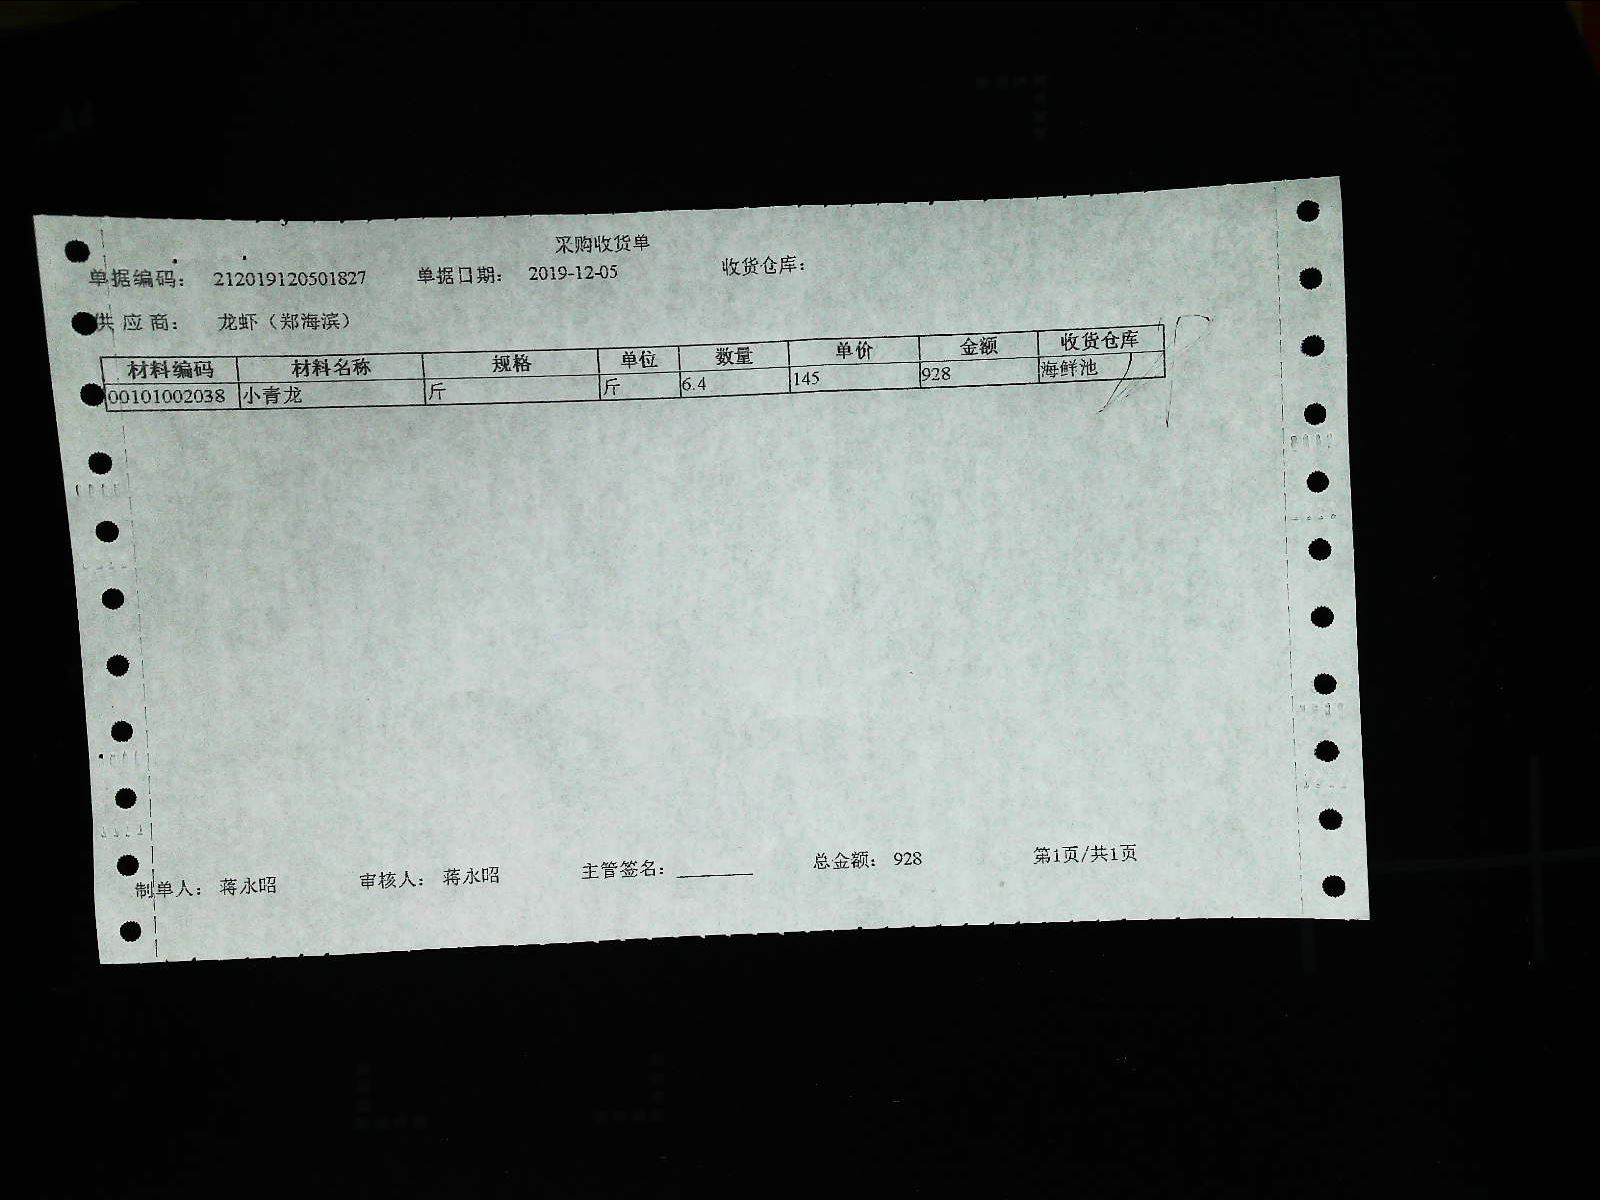 采购收货单
单据编码： 212019120501827 单据日期： 2019-12-05 收货仓库：
供应商： 龙虾（郑海滨）
材料编码 材料名称 规格 单位 数量 单价 金额 收货仓库
00101002038 小青龙 斤 斤 6.4 145 928 海鲜池
制单人： 蒋永昭 审核人： 蒋永昭 主管签名： 总金额： 928 第1页/共1页